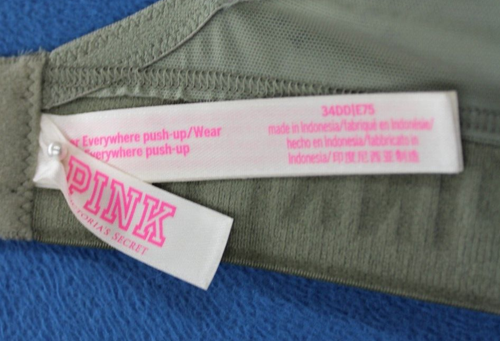 Everywhere push-up/Wear
Everywhere push-up
34DD|E75
made in Indonesia/fabriqué en Indonésie/
hecho en Indonesia/fabbricato in
Indonesia/印度尼西亚制造
PINK
VICTORIA'S SECRET